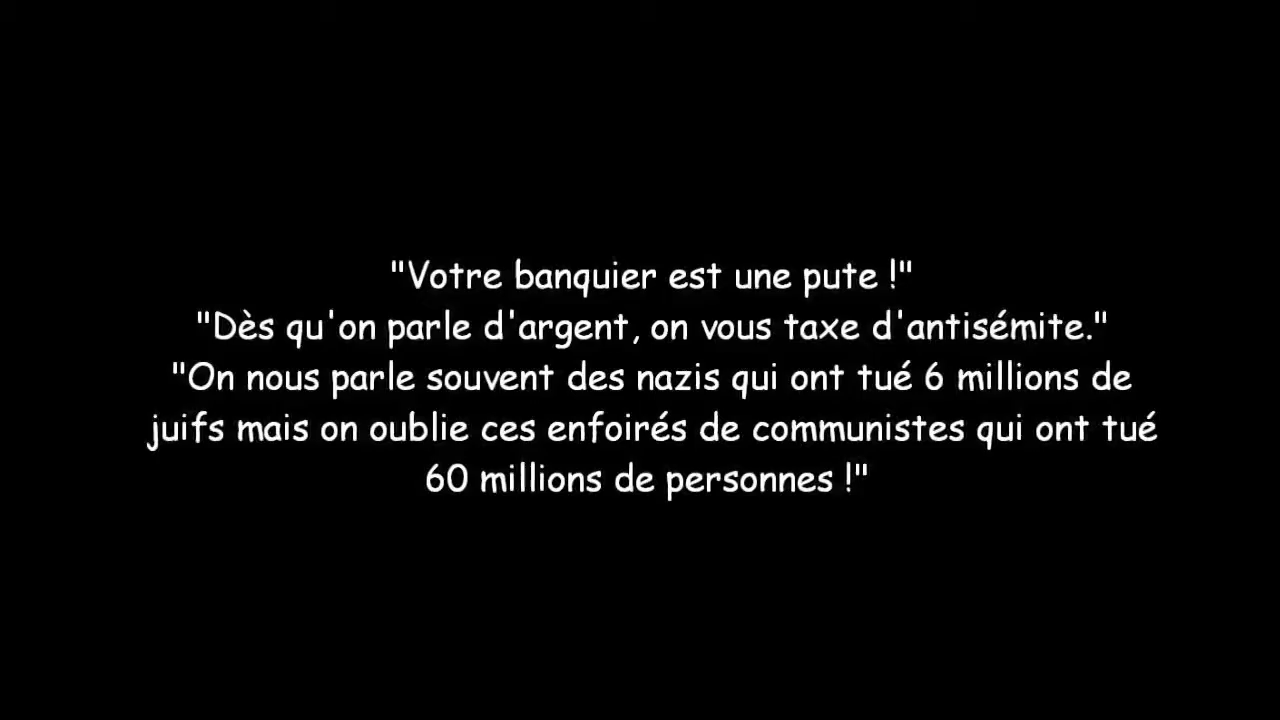 "Votre banquier est une pute !"
"Dès qu'on parle d'argent, on vous taxe d'antisémite."
"On nous parle souvent des nazis qui ont tué 6 millions de
juifs mais on oublie ces enfoirés de communistes qui ont tué
60 millions de personnes !"